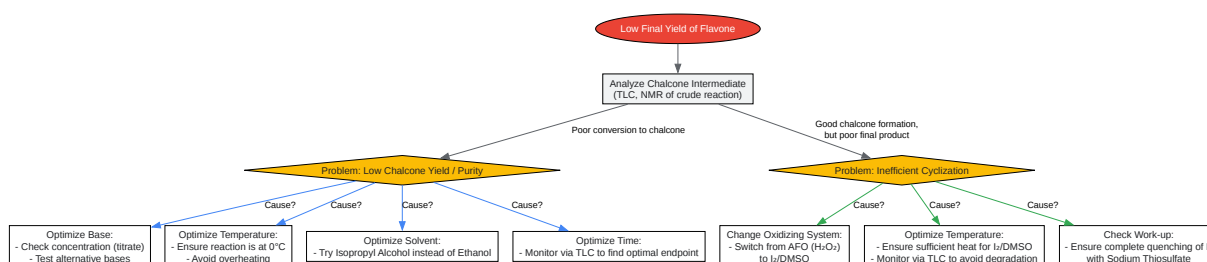 Low Final Yield of Flavone
Analyze Chalcone Intermediate
(TLC, NMR of crude reaction)
Poor conversion to chalcone
Good chalcone formation,
but poor final product
Problem: Low Chalcone Yield / Purity
Problem: Inefficient Cyclization
Cause?
Cause?
Cause?
Cause?
Cause?
Cause?
Cause?
Optimize Base:
- Check concentration (titrate)
- Test alternative bases
Optimize Temperature:
- Ensure reaction is at 0°C
- Avoid overheating
Optimize Solvent:
- Try Isopropyl Alcohol instead of Ethanol
Optimize Time:
- Monitor via TLC to find optimal endpoint
Change Oxidizing System:
- Switch from AFO (H₂O₂)
to I₂/DMSO
Optimize Temperature:
- Ensure sufficient heat for I₂/DMSO
- Monitor via TLC to avoid degradation
Check Work-up:
- Ensure complete quenching of
with Sodium Thiosulfate